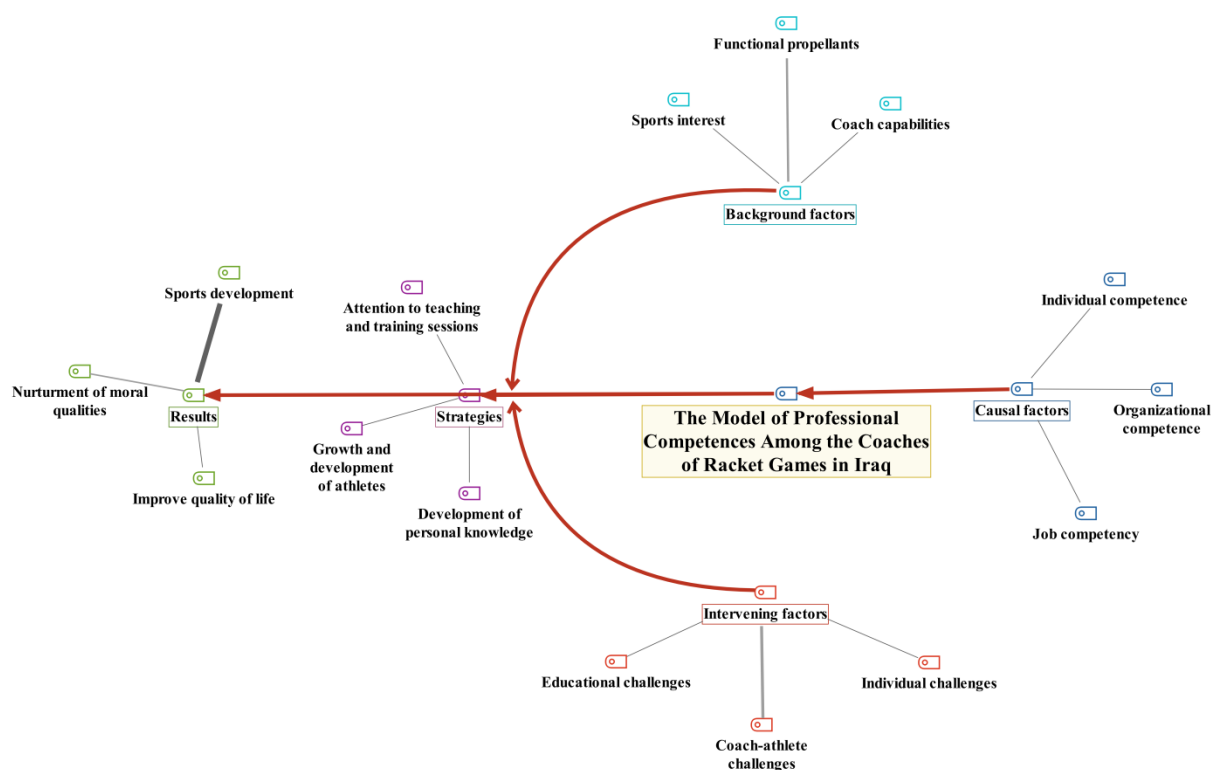 Functional propellants
Sports interest
Coach capabilities
Background factors
Sports development
Attention to teaching
and training sessions
Individual competence
Nurturment of moral
qualities
Results
Strategies
The Model of Professional
Competences Among the Coaches
of Racket Games in Iraq
Causal factors
Organizational
competence
Growth and
development
of athletes
Improve quality of life
Development of
personal knowledge
Job competency
Intervening factors
Educational challenges
Individual challenges
Coach-athlete
challenges